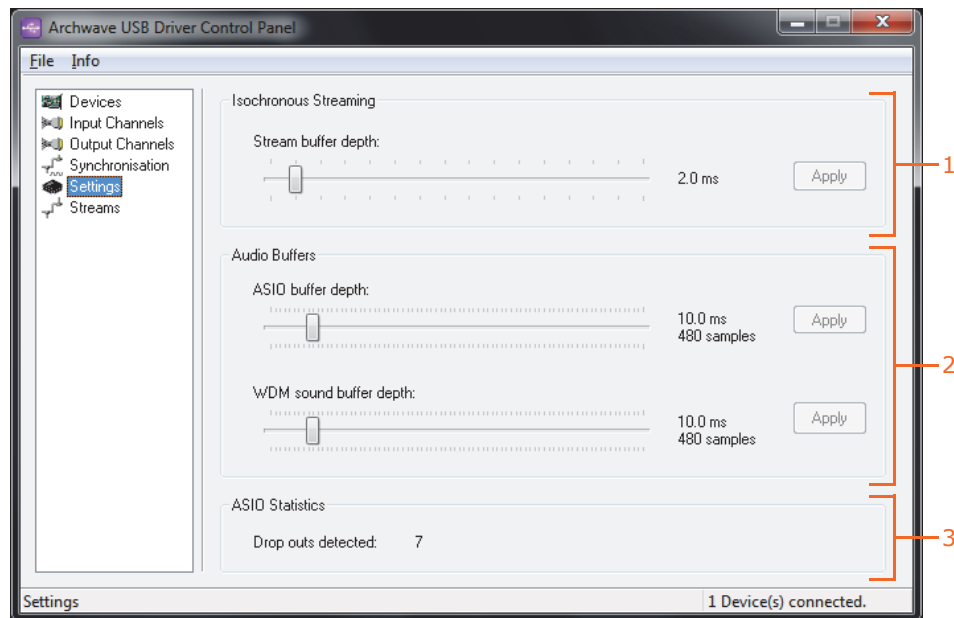 Archwave USB Driver Control Panel
File Info
Devices
Input Channels
Output Channels
Synchronisation
Settings
Streams
Isochronous Streaming
Stream buffer depth:
2.0 ms
Apply
1
Audio Buffers
ASIO buffer depth:
10.0 ms
480 samples
Apply
2
WDM sound buffer depth:
10.0 ms
480 samples
Apply
ASIO Statistics
Drop outs detected: 7
3
Settings
1 Device(s) connected.